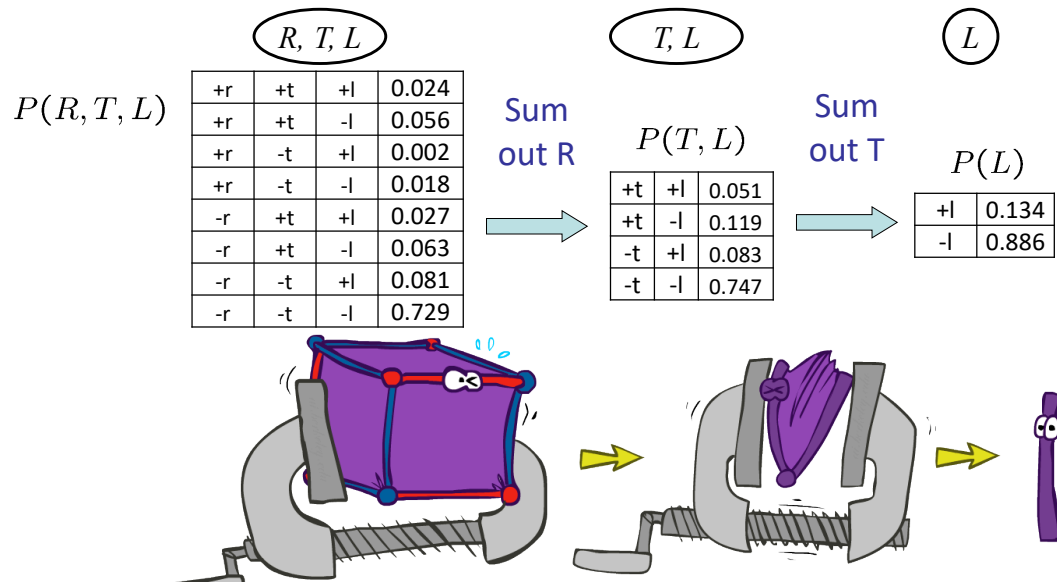 R, T, L
P(R, T, L)
+r +t +l 0.024
+r +t -l 0.056
+r -t +l 0.002
+r -t -l 0.018
-r +t +l 0.027
-r +t -l 0.063
-r -t +l 0.081
-r -t -l 0.729
Sum
out R
T, L
P(T, L)
+t +l 0.051
+t -l 0.119
-t +l 0.083
-t -l 0.747
Sum
out T
L
P(L)
+l 0.134
-l 0.886